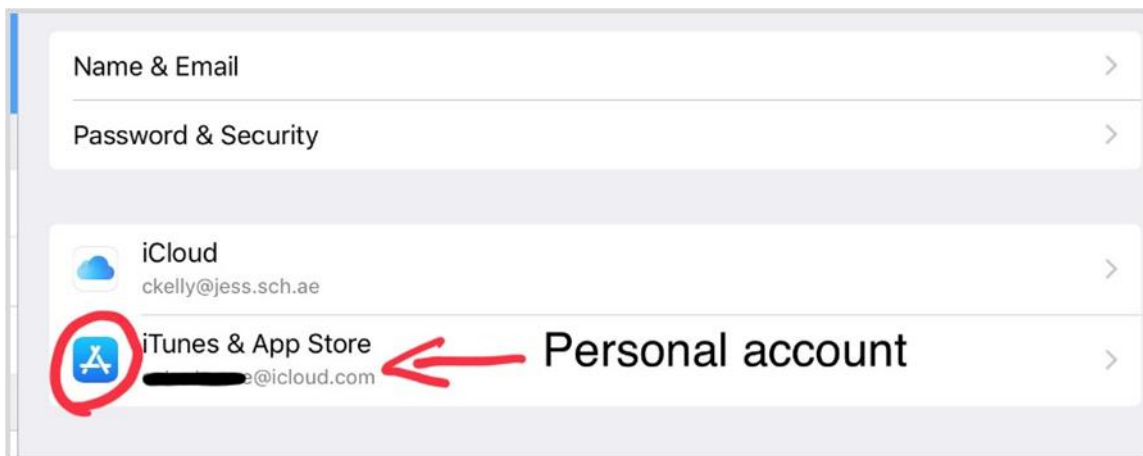 Name & Email
Password & Security
iCloud
ckelly@jess.sch.ae
iTunes & App Store
Personal account
e@icloud.com